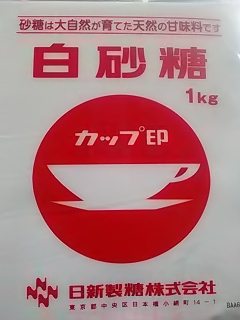 砂糖は大自然が育てた天然の甘味料です
白砂糖
1kg
カップ印
日新製糖株式会社
東京都中央区日本橋小網町14-1